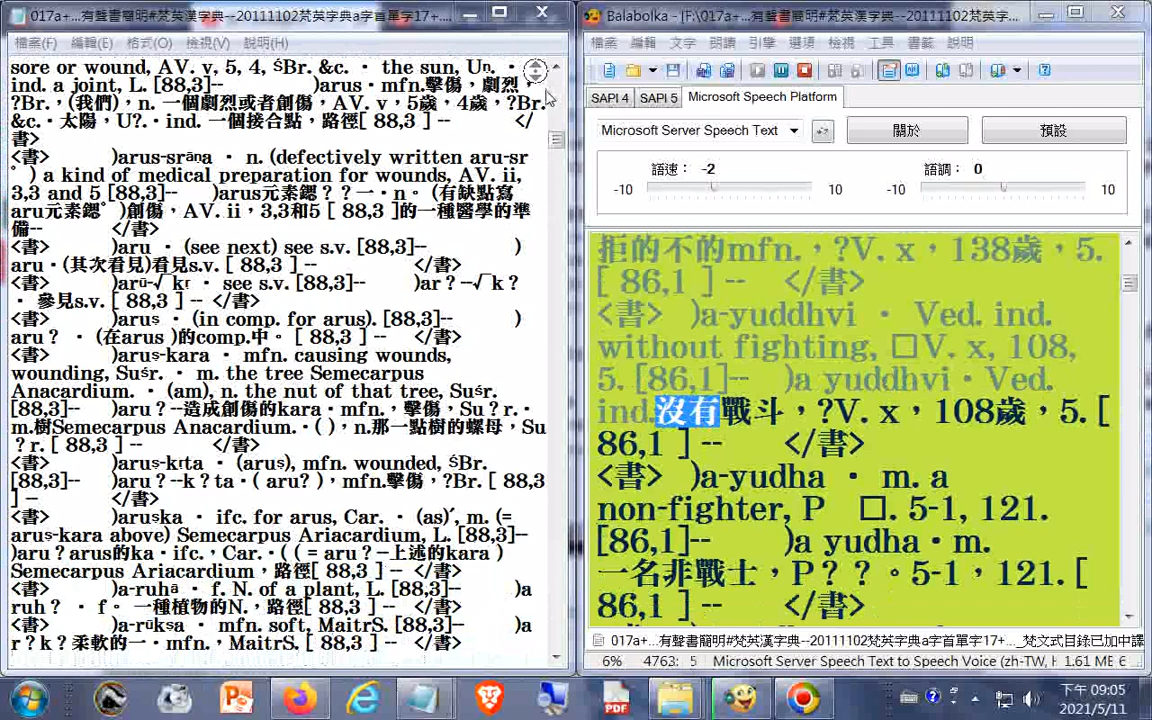 017a+...有聲書簡明#梵英漢字典--20111102梵英字典a字首單字17+...
檔案(F) 編輯(E) 格式(O) 檢視(V) 說明(H)
sore or wound, AV. v, 5, 4, ŚBr. &c. • the sun, Uṇ. •
ind. a joint, L. [88,3]-- )arus • mfn.擊傷，劇烈，
?Br.，(我們)，n. 一個劇烈或者創傷，AV. v，5歲，4歲，?Br.
&c. • 太陽，U?. • ind. 一個接合點，路徑[ 88,3 ] -- </
書>
<書> )arus-srāṇa • n. (defectively written aru-sr
° ) a kind of medical preparation for wounds, AV. ii,
3,3 and 5 [88,3]-- )arus元素鍶？？一 • n。 (有缺點寫
aru元素鍶° )創傷，AV. ii，3,3和5 [ 88,3 ]的一種醫學的準
備-- </書>
<書> )aru • (see next) see s.v. [88,3]-- )
aru • (其次看見)看見s.v. [ 88,3 ] -- </書>
<書> )arū-√ kṛ • see s.v. [88,3]-- )ar？--√k？
• 參見s.v. [ 88,3 ] -- </書>
<書> )aruṣ • (in comp. for arus). [88,3]-- )
aru？ • (在arus )的comp.中。 [ 88,3 ] -- </書>
<書> )aruṣ-kara • mfn. causing wounds,
wounding, Suśr. • m. the tree Semecarpus
Anacardium. • (am), n. the nut of that tree, Suśr.
[88,3]-- )aru？--造成創傷的kara • mfn.，擊傷，Su？r. •
m.樹Semecarpus Anacardium. • ( )，n.那一點樹的螺母，Su
？r. [ 88,3 ] -- </書>
<書> )aruṣ-kṛta • (arus), mfn. wounded, ŚBr.
[88,3]-- )aru？--k？ta • ( aru? )，mfn.擊傷，?Br. [ 88,3
] -- </書>
<書> )aruṣka • ifc. for arus, Car. • (as)´, m. (=
arus-kara above) Semecarpus Ariacardium, L. [88,3]--
)aru？arus的ka • ifc.，Car. • ( ( = aru？--上述的kara )
Semecarpus Ariacardium，路徑[ 88,3 ] -- </書>
<書> )a-ruhā • f. N. of a plant, L. [88,3]-- )a
ruh？ • f。 一種植物的N.，路徑[ 88,3 ] -- </書>
<書> )a-rūkṣa • mfn. soft, MaitrS. [88,3]-- )a
r？k？柔軟的一 • mfn.，MaitrS. [ 88,3 ] -- </書>
Balabolka - [F:\017a+...有聲書簡明#梵英漢字典--20111102梵英字...
檔案 編輯 文字 朗讀 引擎 選項 檢視 工具 書籤 說明
SAPI 4 SAPI 5 Microsoft Speech Platform
Microsoft Server Speech Text 關於 預設
語速： -2 語調： 0
-10 10 -10 10
拒的不的mfn.，?V. x，138歲，5.
[ 86,1 ] -- </書>
<書> )a-yuddhvi • Ved. ind.
without fighting, □V. x, 108,
5. [86,1]-- )a yuddhvi • Ved.
ind.沒有戰斗，?V. x，108歲，5. [
86,1 ] -- </書>
<書> )a-yudha • m. a
non-fighter, P □. 5-1, 121.
[86,1]-- )a yudha • m.
一名非戰士，P？？。5-1，121. [
86,1 ] -- </書>
017a+...有聲書簡明#梵英漢字典--20111102梵英字典a字首單字17+..._梵文式目錄已加中譯
6% 4763: 5 Microsoft Server Speech Text to Speech Voice (zh-TW, H 1.61 MB 6
下午 09:05
2021/5/11